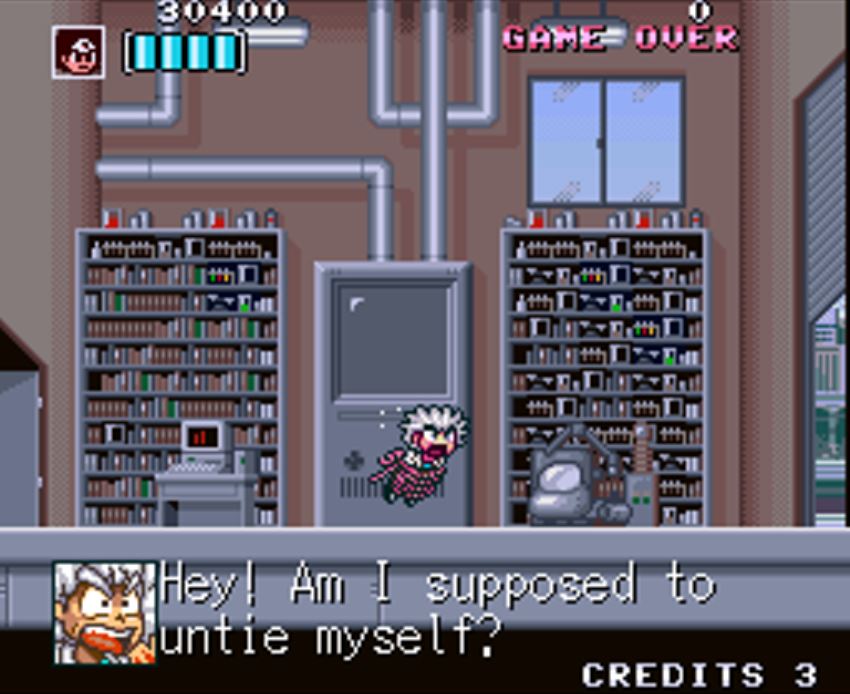 30400
0
GAME OVER
Hey! Am I supposed to
untie myself?
CREDITS 3